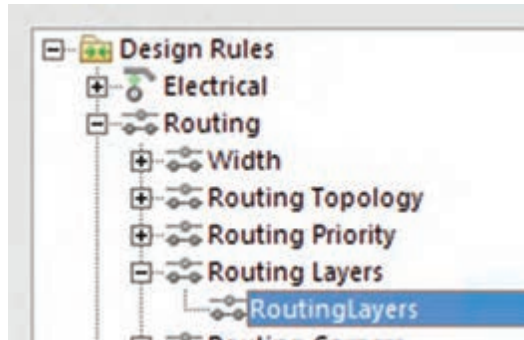 Design Rules
Electrical
Routing
Width
Routing Topology
Routing Priority
Routing Layers
RoutingLayers